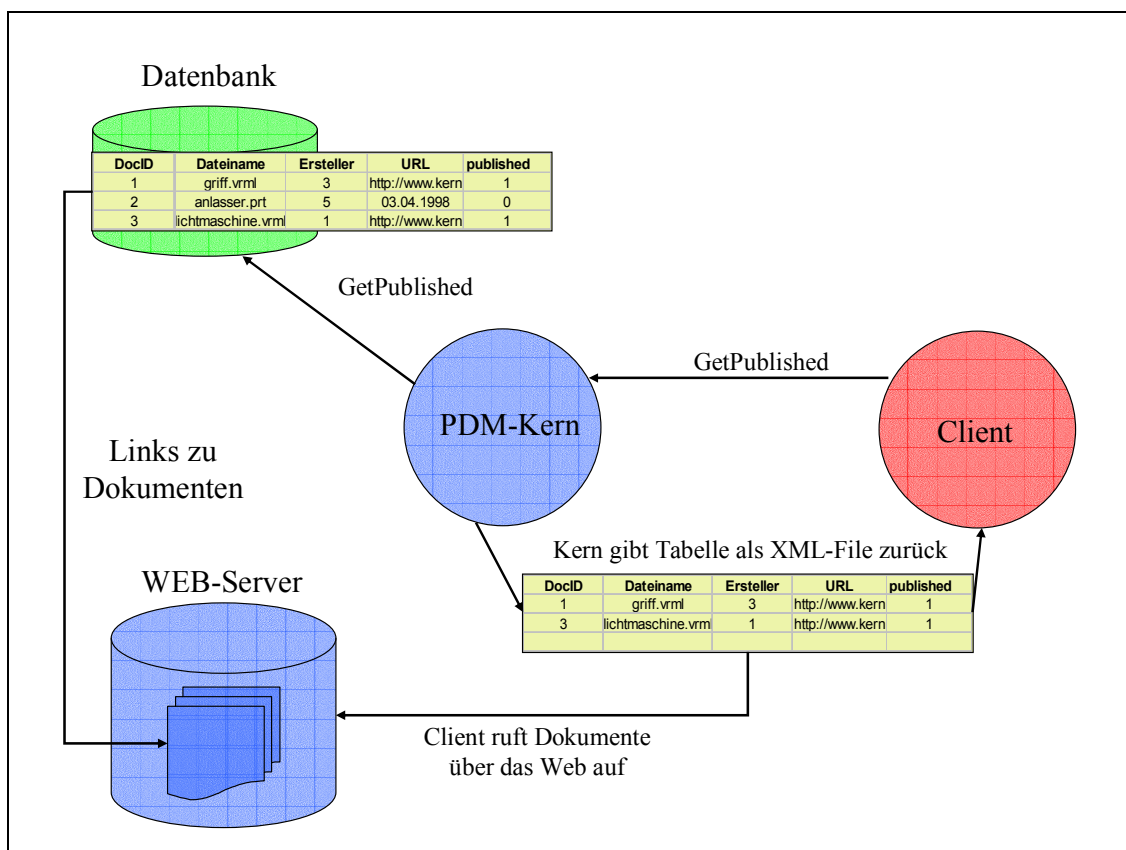 Datenbank
DocID Dateiname Ersteller URL published
1 griff.vrml 3 http://www.kern 1
2 anlasser.prt 5 03.04.1998 0
3 lichtmaschine.vrml 1 http://www.kern 1
GetPublished
GetPublished
PDM-Kern
Client
Links zu
Dokumenten
Kern gibt Tabelle als XML-File zurück
WEB-Server
DocID Dateiname Ersteller URL published
1 griff.vrml 3 http://www.kern 1
3 lichtmaschine.vrml 1 http://www.kern 1
Client ruft Dokumente
über das Web auf